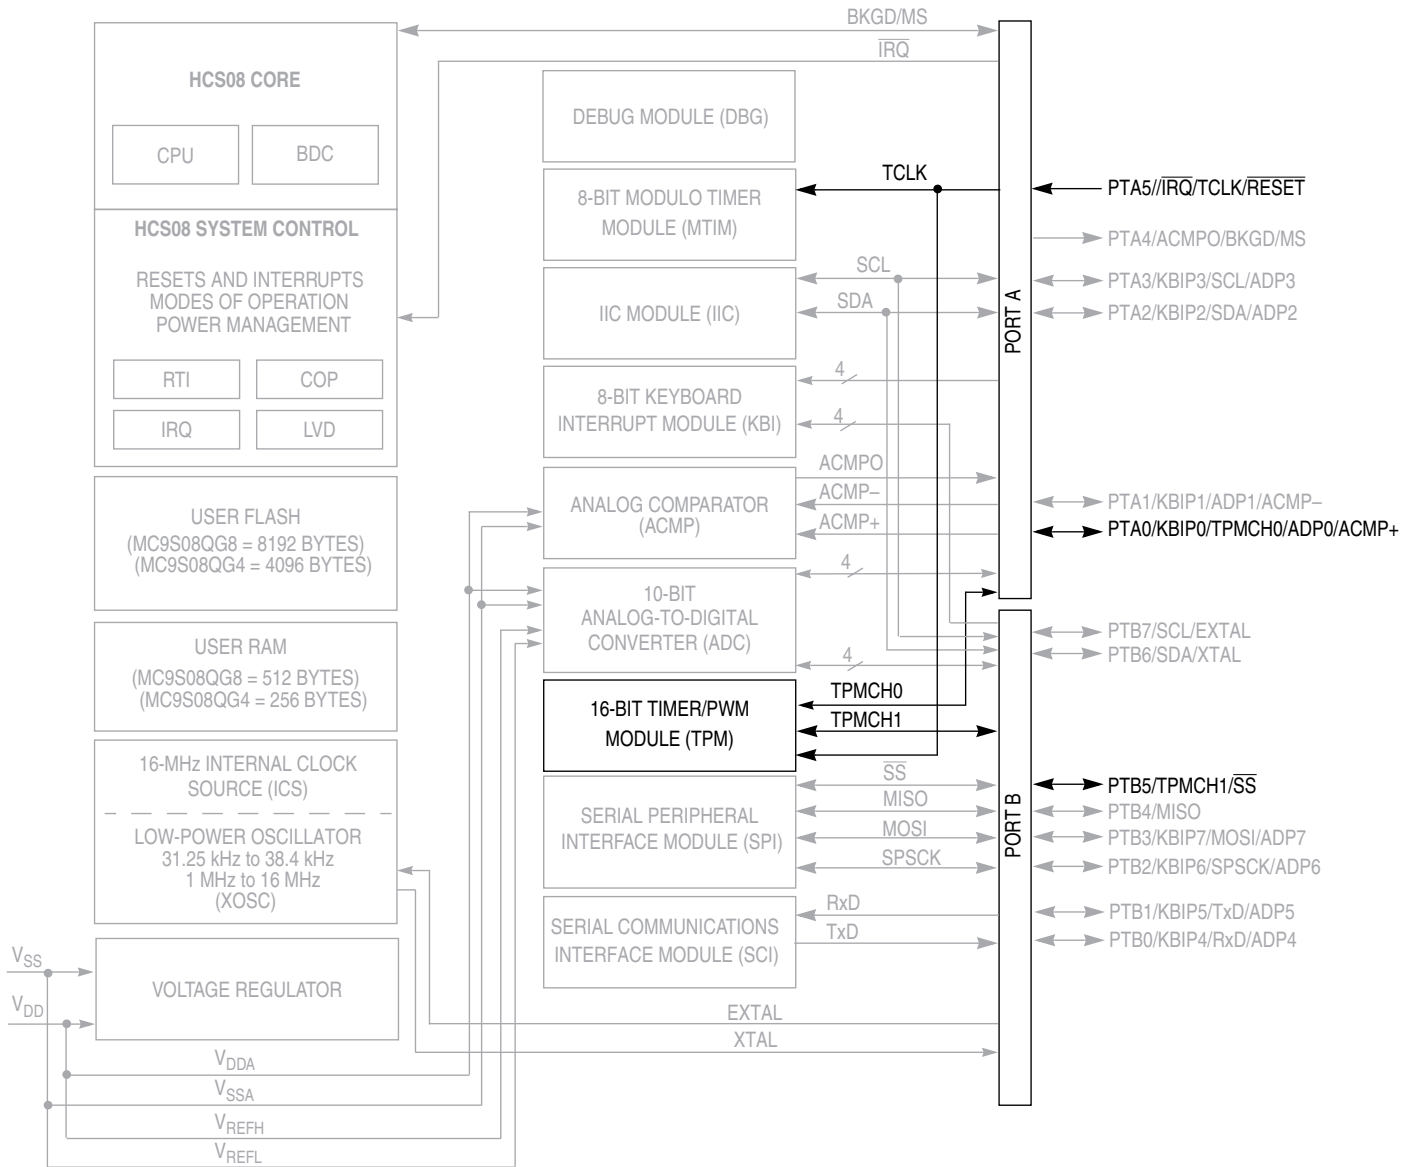 BKGD/MS
IRQ
HCS08 CORE
CPU
BDC
HCS08 SYSTEM CONTROL
RESETS AND INTERRUPTS
MODES OF OPERATION
POWER MANAGEMENT
RTI
COP
IRQ
LVD
USER FLASH
(MC9S08QG8 = 8192 BYTES)
(MC9S08QG4 = 4096 BYTES)
USER RAM
(MC9S08QG8 = 512 BYTES)
(MC9S08QG4 = 256 BYTES)
16-MHz INTERNAL CLOCK
SOURCE (ICS)
LOW-POWER OSCILLATOR
31.25 kHz to 38.4 kHz
1 MHz to 16 MHz
(XOSC)
VOLTAGE REGULATOR
VSS
VDD
VDDA
VSSA
VREFH
VREFL
DEBUG MODULE (DBG)
8-BIT MODULO TIMER
MODULE (MTIM)
IIC MODULE (IIC)
8-BIT KEYBOARD
INTERRUPT MODULE (KBI)
ANALOG COMPARATOR
(ACMP)
10-BIT
ANALOG-TO-DIGITAL
CONVERTER (ADC)
16-BIT TIMER/PWM
MODULE (TPM)
SERIAL PERIPHERAL
INTERFACE MODULE (SPI)
SERIAL COMMUNICATIONS
INTERFACE MODULE (SCI)
TCLK
SCL
SDA
4
4
ACMPO
ACMP–
ACMP+
4
4
TPMCH0
TPMCH1
SS
MISO
MOSI
SPSCK
RxD
TxD
EXTAL
XTAL
PORT A
PORT B
PTA5//IRQ/TCLK/RESET
PTA4/ACMPO/BKGD/MS
PTA3/KBIP3/SCL/ADP3
PTA2/KBIP2/SDA/ADP2
PTA1/KBIP1/ADP1/ACMP–
PTA0/KBIP0/TPMCH0/ADP0/ACMP+
PTB7/SCL/EXTAL
PTB6/SDA/XTAL
PTB5/TPMCH1/SS
PTB4/MISO
PTB3/KBIP7/MOSI/ADP7
PTB2/KBIP6/SPSCK/ADP6
PTB1/KBIP5/TxD/ADP5
PTB0/KBIP4/RxD/ADP4